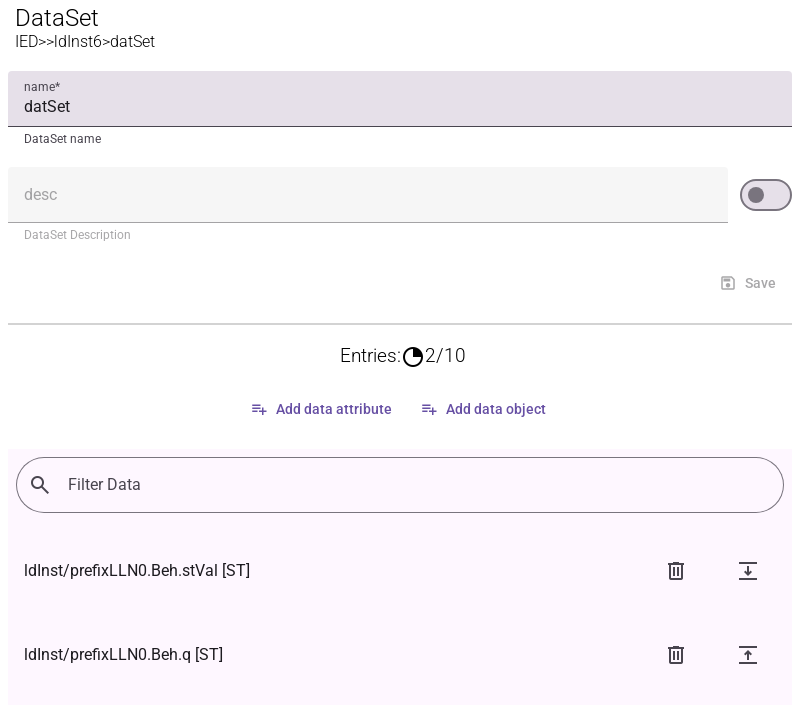 DataSet
IED>>ldInst6>datSet
name*
datSet
DataSet name
desc
DataSet Description
Save
Entries: 2/10
Add data attribute Add data object
Filter Data
ldInst/prefixLLN0.Beh.stVal [ST]
ldInst/prefixLLN0.Beh.q [ST]